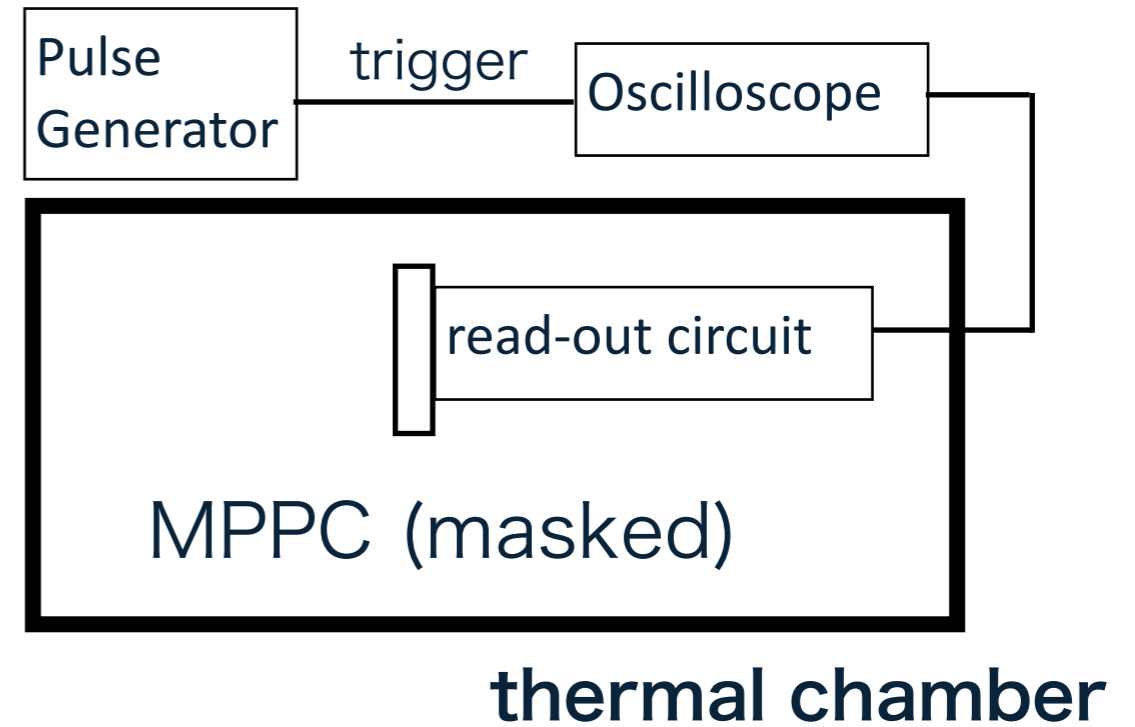 Pulse
Generator
trigger
Oscilloscope
read-out circuit
MPPC (masked)
thermal chamber